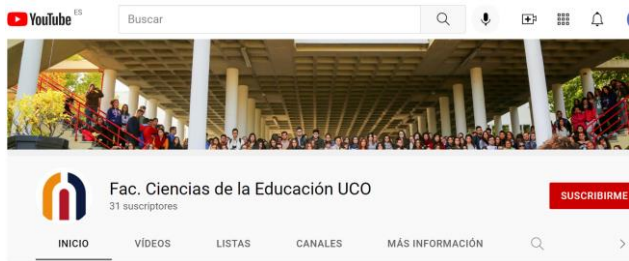 YouTube ES
Buscar
Fac. Ciencias de la Educación UCO
31 suscriptores
SUSCRIBIRME
INICIO VÍDEOS LISTAS CANALES MÁS INFORMACIÓN